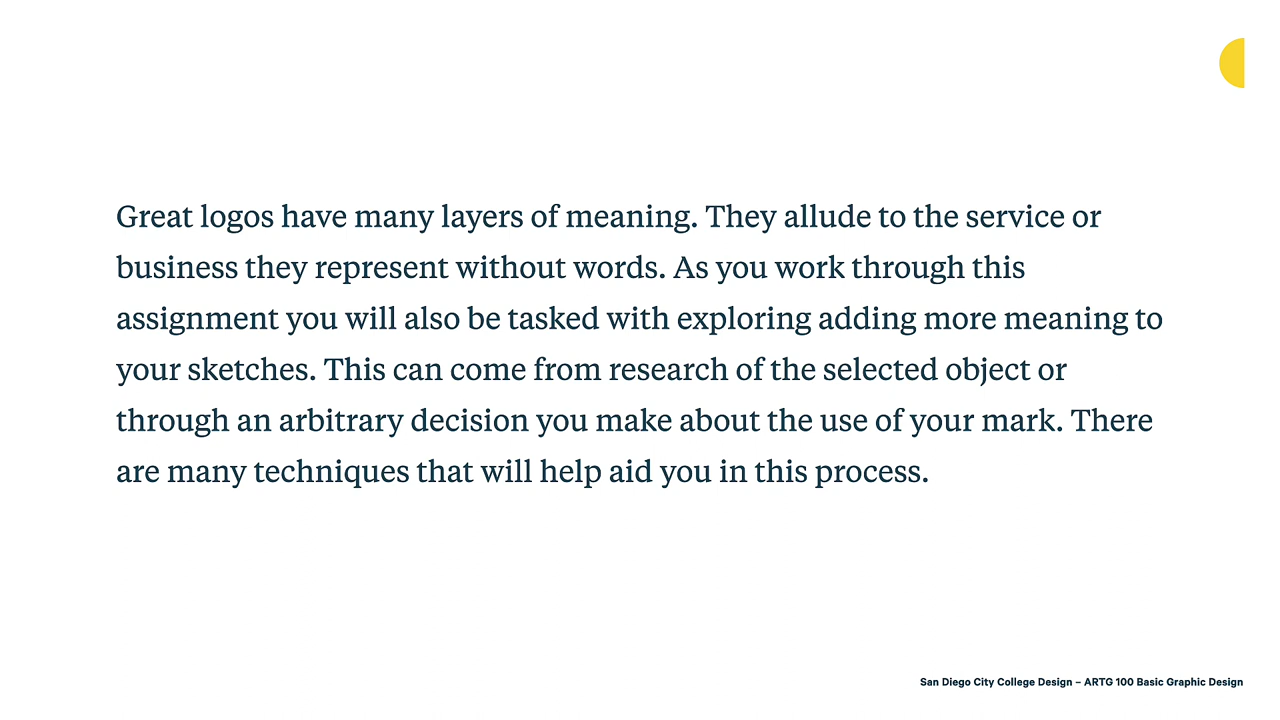 Great logos have many layers of meaning. They allude to the service or
business they represent without words. As you work through this
assignment you will also be tasked with exploring adding more meaning to
your sketches. This can come from research of the selected object or
through an arbitrary decision you make about the use of your mark. There
are many techniques that will help aid you in this process.
San Diego City College Design – ARTG 100 Basic Graphic Design